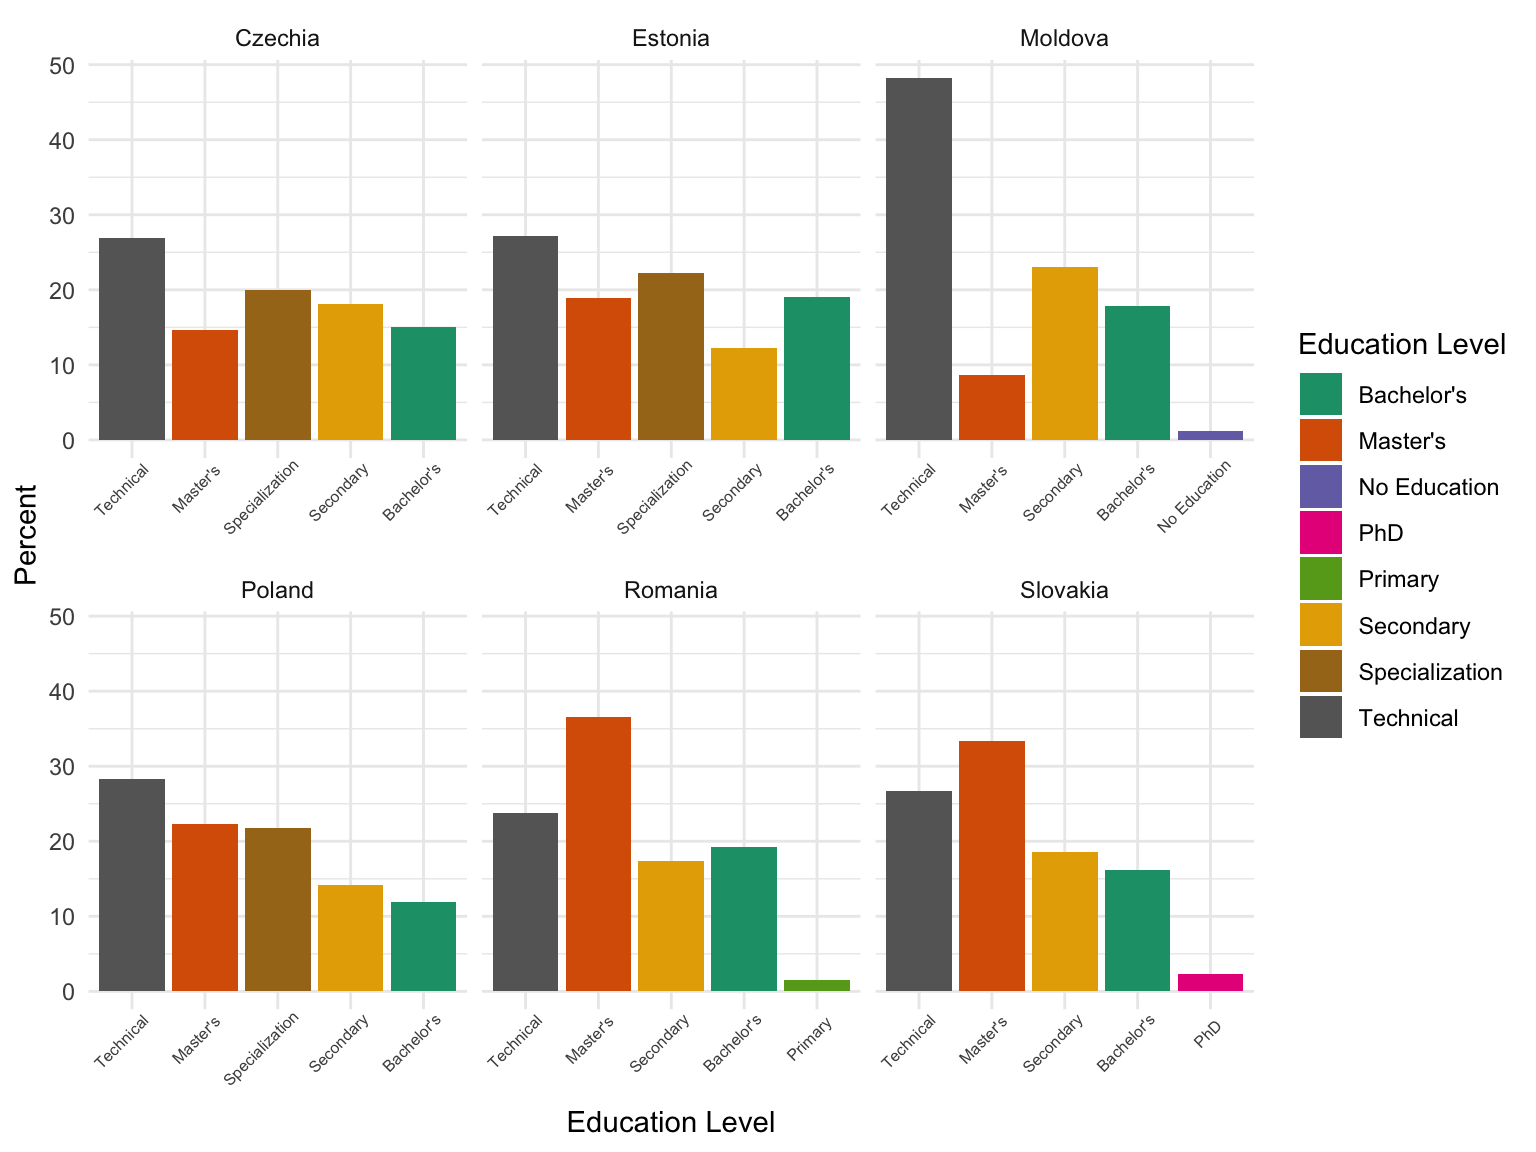 Czechia
Estonia
Moldova
50
40
30
20
10
0
Technical
Master's
Specialization
Secondary
Bachelor's
Technical
Master's
Specialization
Secondary
Bachelor's
Technical
Master's
Secondary
Bachelor's
No Education
Percent
Poland
Romania
Slovakia
50
40
30
20
10
0
Technical
Master's
Specialization
Secondary
Bachelor's
Technical
Master's
Secondary
Bachelor's
Primary
Technical
Master's
Secondary
Bachelor's
PhD
Education Level
Education Level
Bachelor's
Master's
No Education
PhD
Primary
Secondary
Specialization
Technical